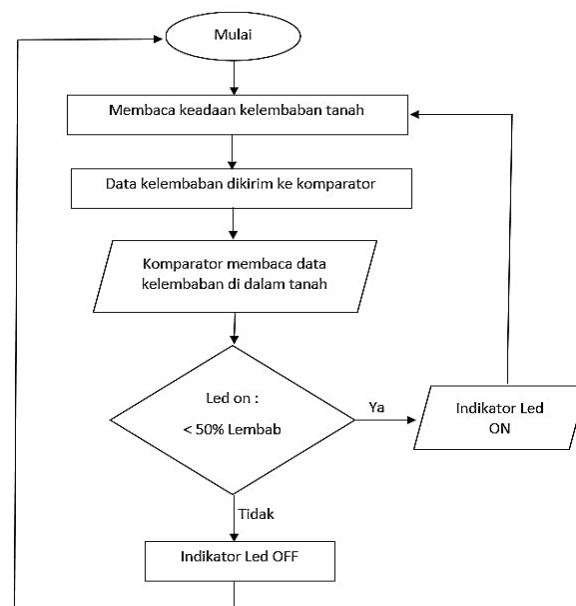 Mulai
Membaca keadaan kelembaban tanah
Data kelembaban dikirim ke komparator
Komparator membaca data
kelembaban di dalam tanah
Led on :
< 50% Lembab
Ya
Indikator Led
ON
Tidak
Indikator Led OFF